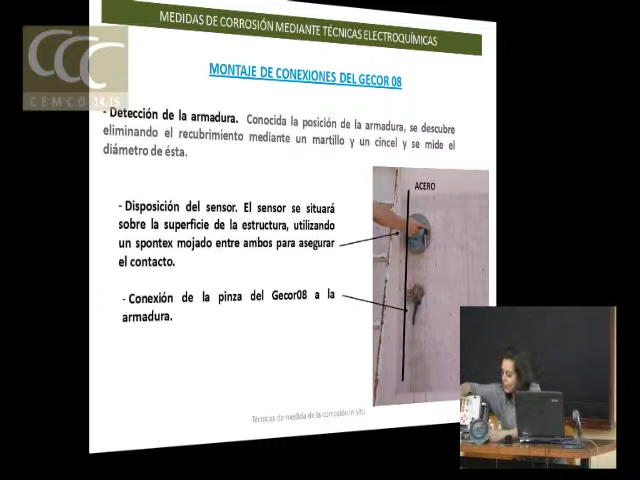 MEDIDAS DE CORROSIÓN MEDIANTE TÉCNICAS ELECTROQUÍMICAS
CEMCO 14,15
MONTAJE DE CONEXIONES DEL GECOR 08
- Detección de la armadura. Conocida la posición de la armadura, se descubre
eliminando el recubrimiento mediante un martillo y un cincel y se mide el
diámetro de ésta.
ACERO
- Disposición del sensor. El sensor se situará
sobre la superficie de la estructura, utilizando
un spontex mojado entre ambos para asegurar
el contacto.
- Conexión de la pinza del Gecor08 a la
armadura.
Técnicas de medida de la corrosión in situ